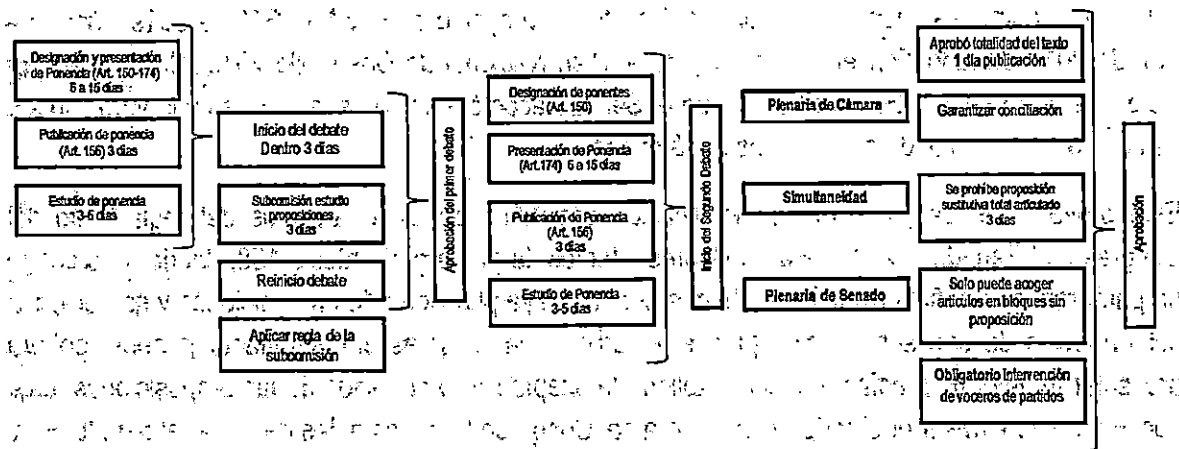 Designación y presentación
de Ponencia (Art. 150-174)
5 a 15 días
Publicación de ponencia
(Art. 156) 3 días
Estudio de ponencia
3-5 días
Inicio del debate
Dentro 3 días
Subcomisión estudio
proposiciones
3 días
Reinicio debate
Aplicar regla de la
subcomisión
Aprobación del primer debate
Designación de ponentes
(Art. 150)
Presentación de Ponencia
(Art.174) 5 a 15 días
Publicación de Ponencia
(Art. 156)
3 días
Estudio de Ponencia
3-5 días
Inicio del Segundo Debate
Plenaria de Cámara
Simultaneidad
Plenaria de Senado
Aprobó totalidad del texto
1 día publicación
Garantizar conciliación
Se prohíbe proposición
sustitutiva total articulado
3 días
Solo puede acoger
artículos en bloques sin
proposición
Obligatorio Intervención
de voceros de partidos
Aprobación